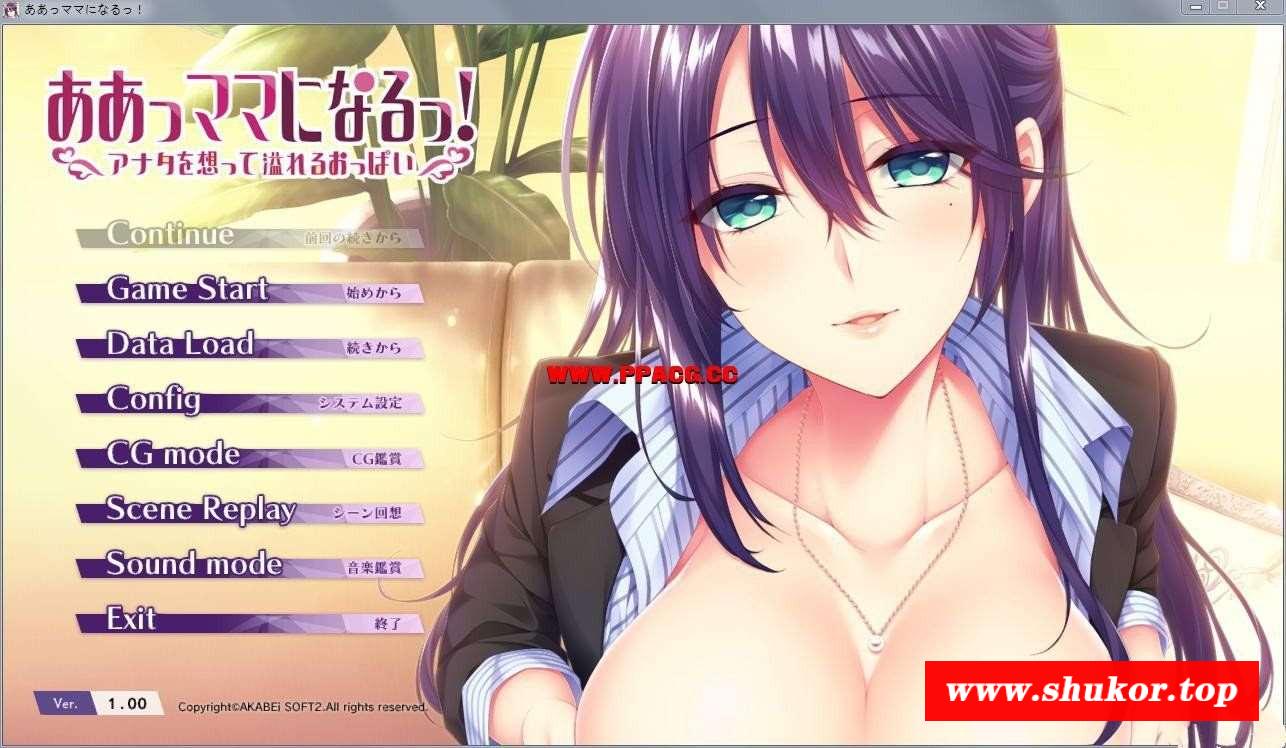 ああっママになるっ！
ああっママになるっ!
アナタを想って溢れるおっぱい
Continue 前回の続きから
Game Start 始めから
Data Load 続きから
Config システム設定
CG mode CG鑑賞
Scene Replay シーン回想
Sound mode 音楽鑑賞
Exit 終了
Ver. 1.00
Copyright©AKABEi SOFT2.All rights reserved.
WWW.PPACG.CC
www.shukor.top